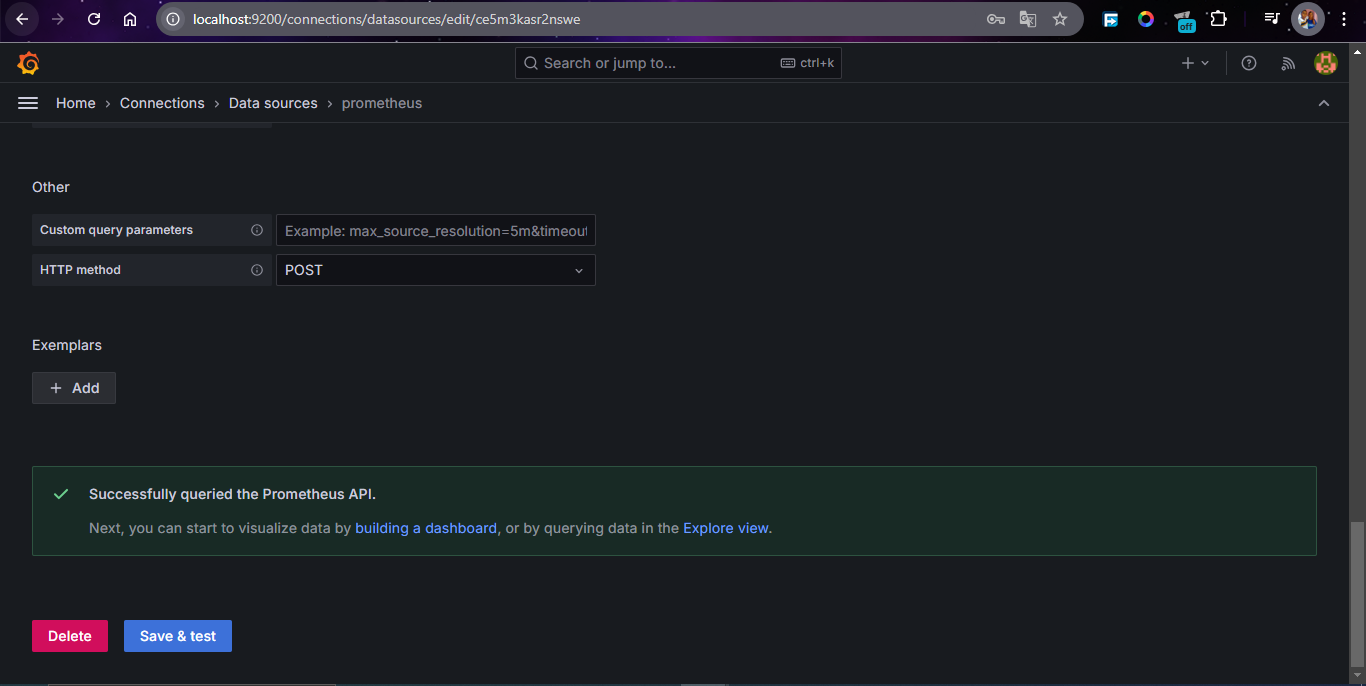 localhost:9200/connections/datasources/edit/ce5m3kasr2nswe
off
Search or jump to... ctrl+k
Home › Connections › Data sources › prometheus
Other
Custom query parameters Example: max_source_resolution=5m&timeout
HTTP method POST
Exemplars
+ Add
Successfully queried the Prometheus API.
Next, you can start to visualize data by building a dashboard, or by querying data in the Explore view.
Delete Save & test